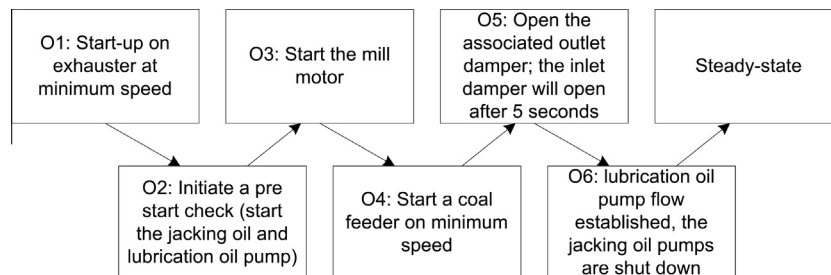 O1: Start-up on
exhauster at
minimum speed
O2: Initiate a pre
start check (start
the jacking oil and
lubrication oil pump)
O3: Start the mill
motor
O4: Start a coal
feeder on minimum
speed
O5: Open the
associated outlet
damper; the inlet
damper will open
after 5 seconds
O6: lubrication oil
pump flow
established, the
jacking oil pumps
are shut down
Steady-state